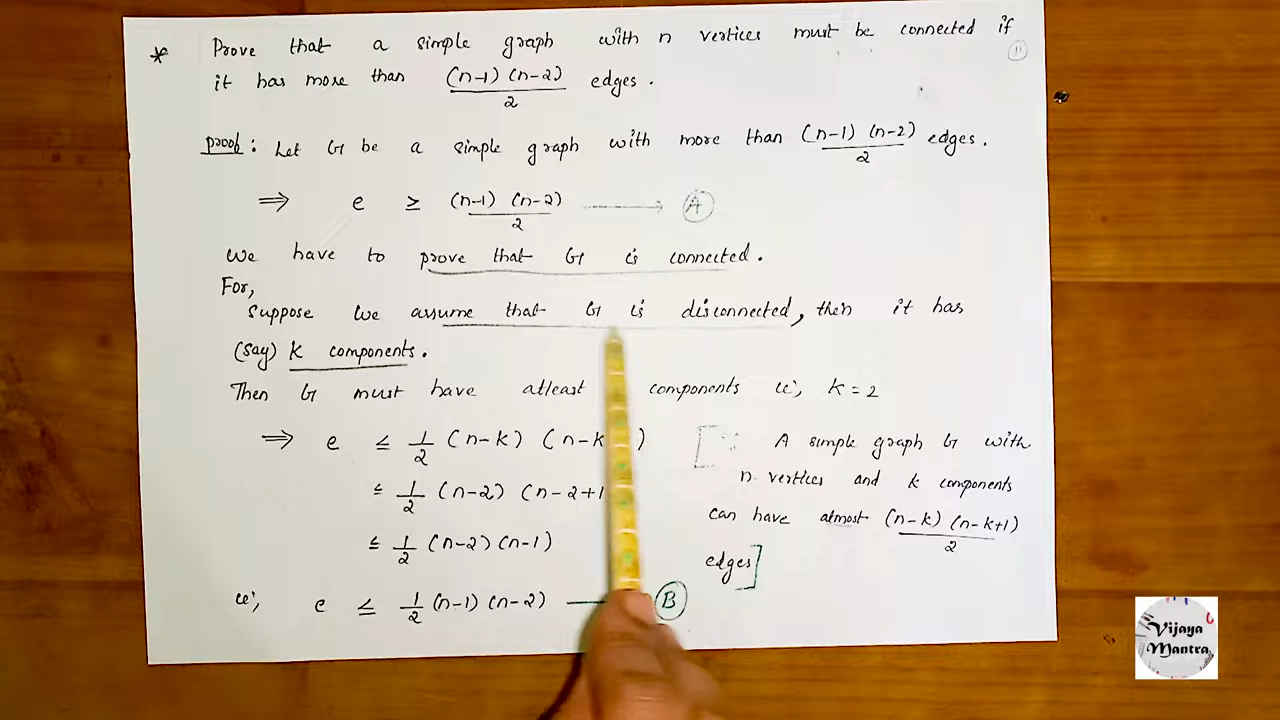 * Prove that a simple graph with n vertices must be connected if
it has more than (n-1) (n-2)/2 edges.
11
proof: Let G be a simple graph with more than (n-1) (n-2)/2 edges.
⟹ e ≥ (n-1) (n-2)/2 ⟶ A
We have to prove that G is connected.
For,
Suppose we assume that G is disconnected, then it has
(say) k components.
Then G must have atleast components ie, k = 2
⟹ e ≤ 1/2 (n-k) (n-k )
[∵ A simple graph G with
n vertices and k components
≤ 1/2 (n-2) (n-2+1
can have atmost (n-k) (n-k+1)/2
≤ 1/2 (n-2) (n-1)
edges]
ie, e ≤ 1/2 (n-1) (n-2) — B
Vijaya
Mantra